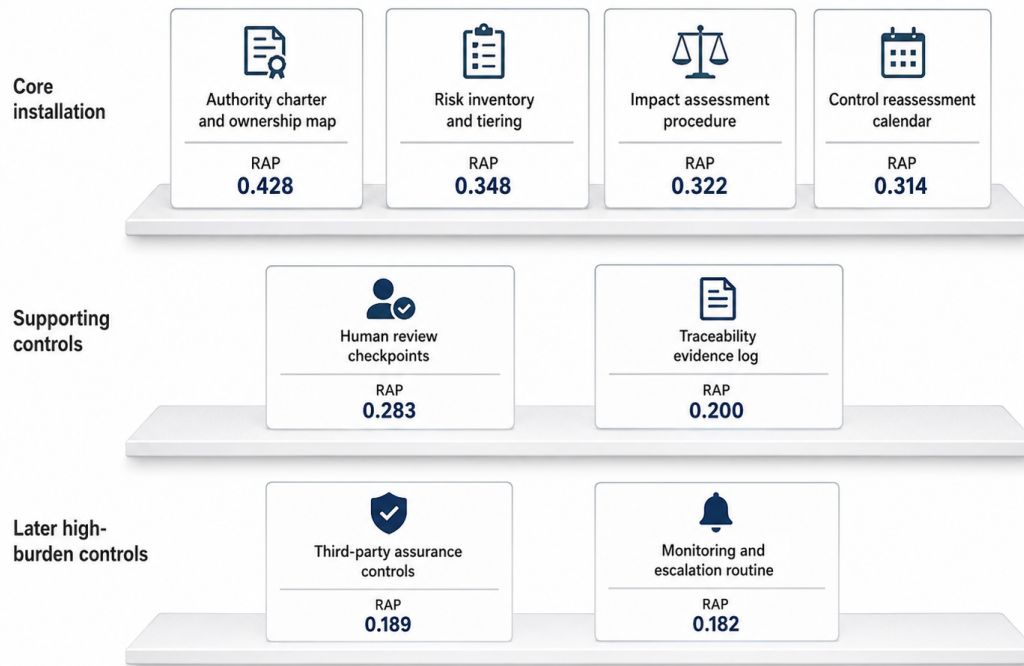 Core
installation
Authority charter
and ownership map
RAP
0.428
Risk inventory
and tiering
RAP
0.348
Impact assessment
procedure
RAP
0.322
Control reassessment
calendar
RAP
0.314
Supporting
controls
Human review
checkpoints
RAP
0.283
Traceability
evidence log
RAP
0.200
Later high-
burden controls
Third-party assurance
controls
RAP
0.189
Monitoring and
escalation routine
RAP
0.182